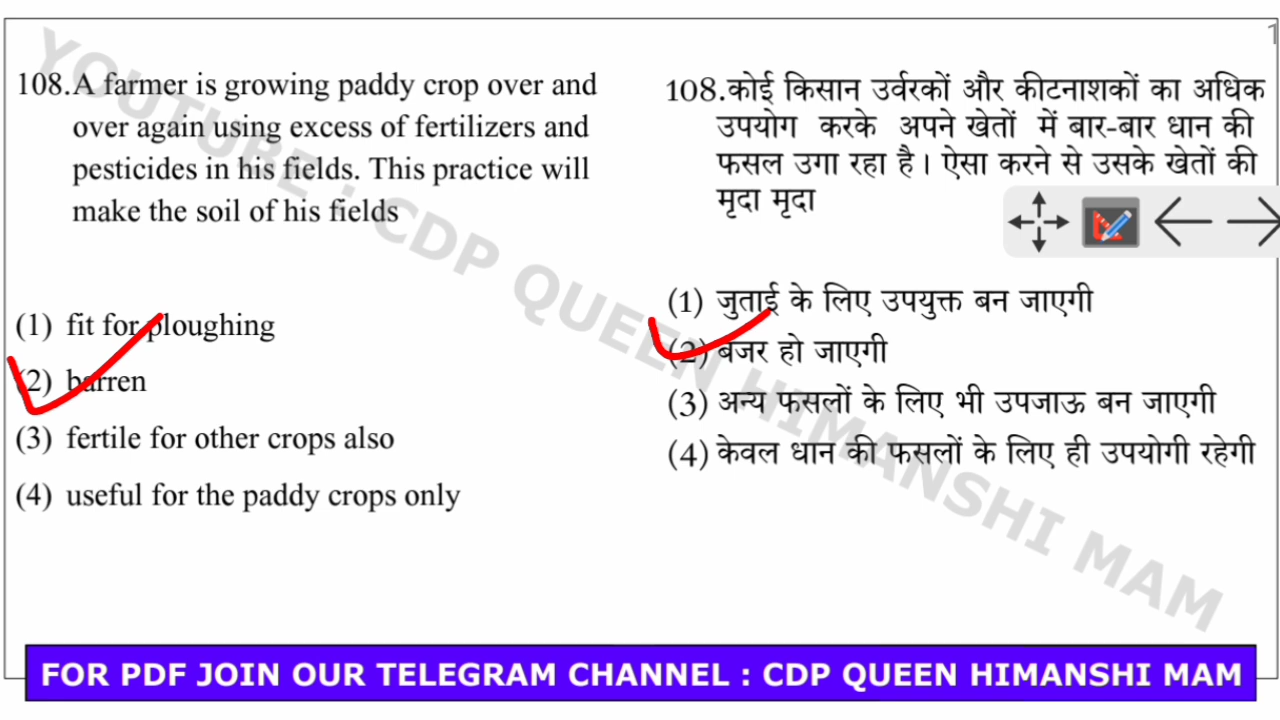 1
108.A farmer is growing paddy crop over and
over again using excess of fertilizers and
pesticides in his fields. This practice will
make the soil of his fields
(1) fit for ploughing
(2) barren
(3) fertile for other crops also
(4) useful for the paddy crops only
108.कोई किसान उर्वरकों और कीटनाशकों का अधिक
उपयोग करके अपने खेतों में बार-बार धान की
फसल उगा रहा है। ऐसा करने से उसके खेतों की
मृदा मृदा
(1) जुताई के लिए उपयुक्त बन जाएगी
(2) बंजर हो जाएगी
(3) अन्य फसलों के लिए भी उपजाऊ बन जाएगी
(4) केवल धान की फसलों के लिए ही उपयोगी रहेगी
YOUTUBE : CDP QUEEN HIMANSHI MAM
FOR PDF JOIN OUR TELEGRAM CHANNEL : CDP QUEEN HIMANSHI MAM